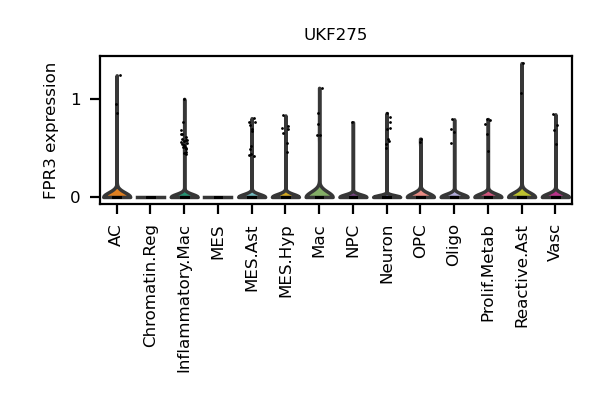 UKF275
FPR3 expression
1
0
AC
Chromatin.Reg
Inflammatory.Mac
MES
MES.Ast
MES.Hyp
Mac
NPC
Neuron
OPC
Oligo
Prolif.Metab
Reactive.Ast
Vasc